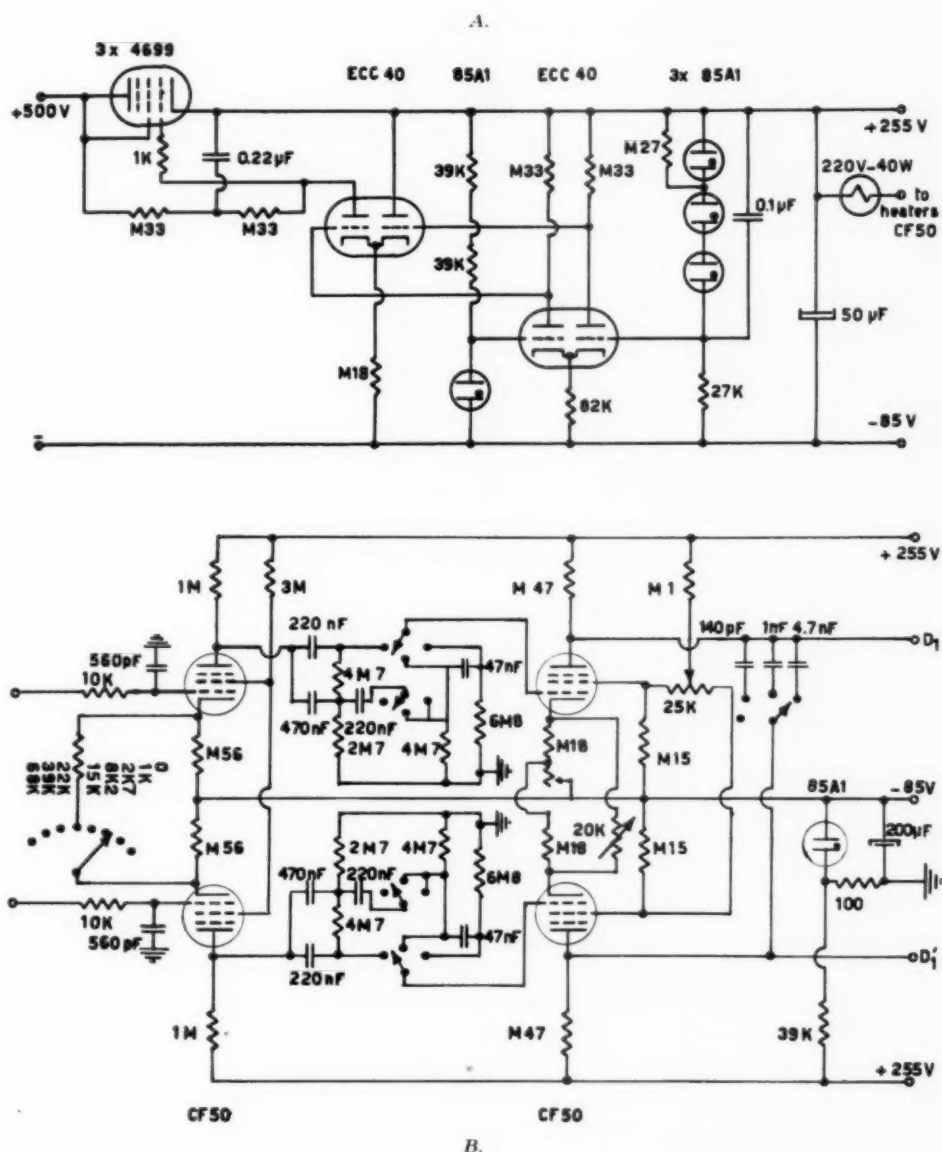 A.
3x 4699
ECC 40
85A1
ECC 40
3x 85A1
+500V
+255V
1K
0.22µF
39K
M33
M33
M27
220V-40W
to
heaters
CF50
0.1µF
M33
M33
39K
50 µF
M18
82K
27K
-85V
+ 255V
1M
3M
M 47
M 1
220 nF
140pF
1nF
4.7nF
D1
560pF
10K
4M7
47nF
25K
470nF
220nF
6M8
2M7
4M7
M18
M15
M56
0
1K
2K7
8K2
15K
22K
39K
68K
85A1
-85V
200µF
M56
2M7
4M7
M18
20K
M15
470nF
220nF
6M8
100
10K
4M7
47nF
560pF
220nF
D'1
1M
M47
39K
+ 255V
CF50
CF50
B.